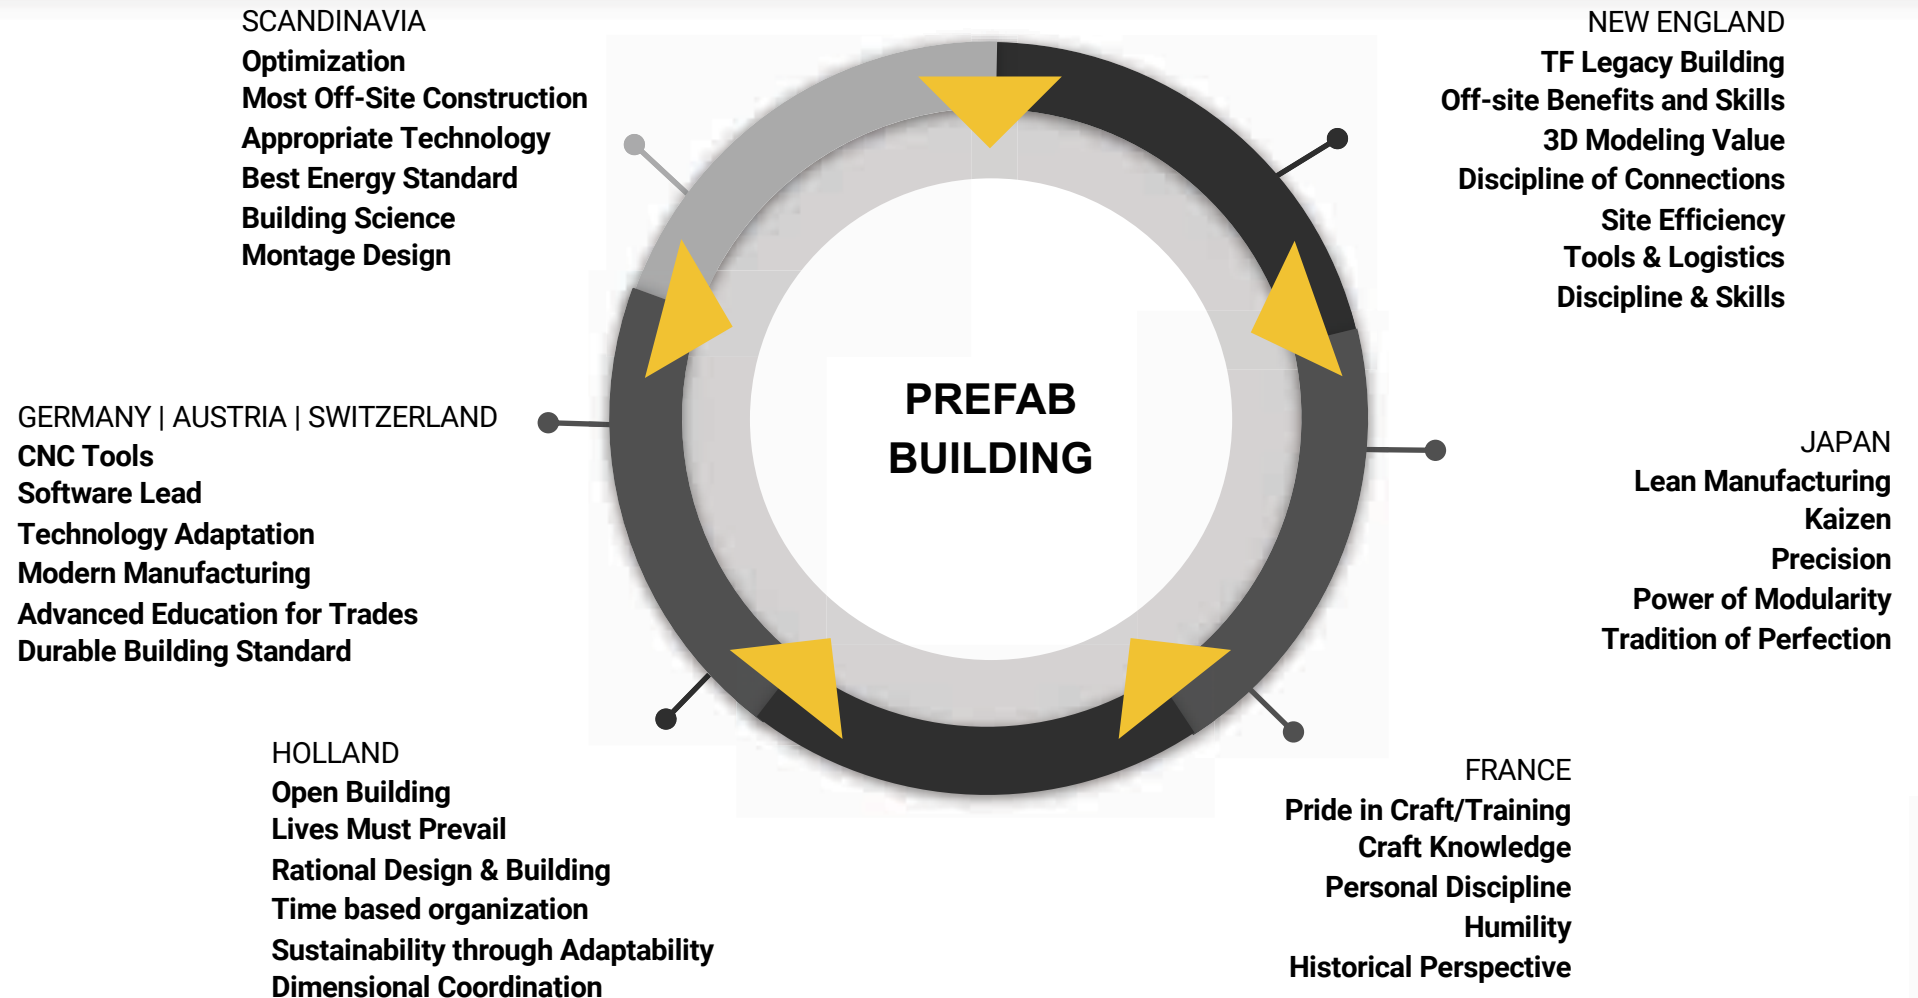 SCANDINAVIA
Optimization
Most Off-Site Construction
Appropriate Technology
Best Energy Standard
Building Science
Montage Design
NEW ENGLAND
TF Legacy Building
Off-site Benefits and Skills
3D Modeling Value
Discipline of Connections
Site Efficiency
Tools & Logistics
Discipline & Skills
PREFAB
BUILDING
GERMANY | AUSTRIA | SWITZERLAND
CNC Tools
Software Lead
Technology Adaptation
Modern Manufacturing
Advanced Education for Trades
Durable Building Standard
JAPAN
Lean Manufacturing
Kaizen
Precision
Power of Modularity
Tradition of Perfection
HOLLAND
Open Building
Lives Must Prevail
Rational Design & Building
Time based organization
Sustainability through Adaptability
Dimensional Coordination
FRANCE
Pride in Craft/Training
Craft Knowledge
Personal Discipline
Humility
Historical Perspective